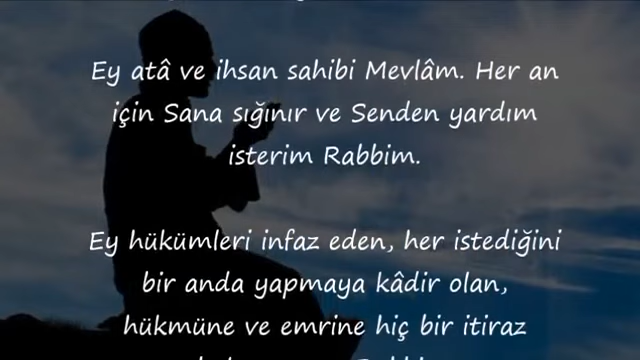 Ey atâ ve ihsan sahibi Mevlâm. Her an
için Sana sığınır ve Senden yardım
isterim Rabbim.
Ey hükümleri infaz eden, her istediğini
bir anda yapmaya kâdir olan,
hükmüne ve emrine hiç bir itiraz